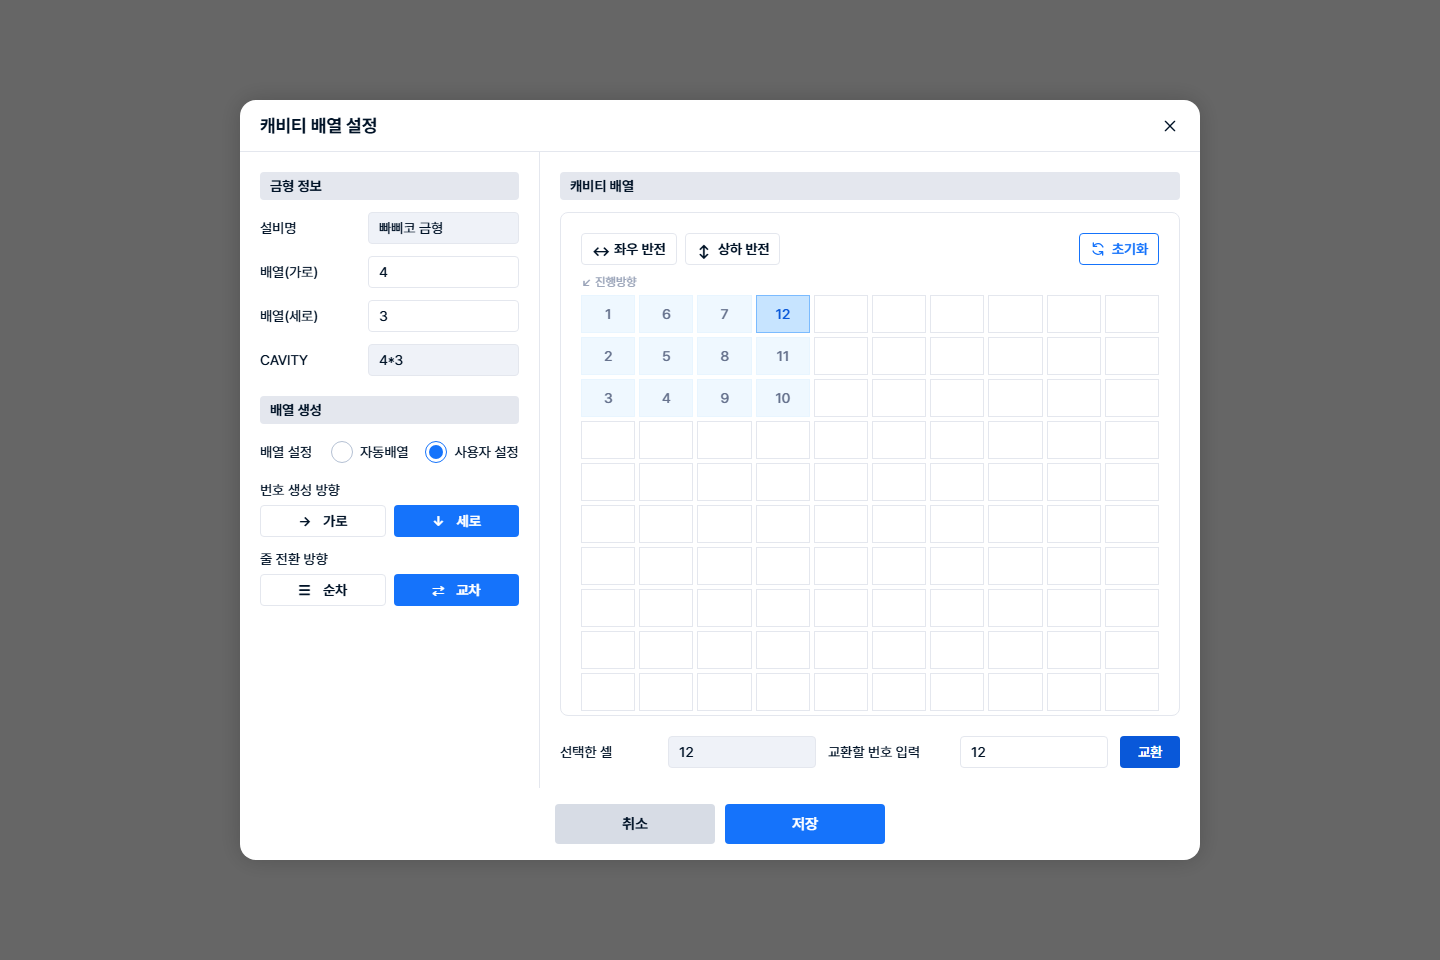 캐비티 배열 설정
금형 정보
설비명 빠삐코 금형
배열(가로) 4
배열(세로) 3
CAVITY 4*3
배열 생성
배열 설정 자동배열 사용자 설정
번호 생성 방향
가로 세로
줄 전환 방향
순차 교차
캐비티 배열
좌우 반전 상하 반전 초기화
진행방향
1 6 7 12
2 5 8 11
3 4 9 10
선택한 셀 12 교환할 번호 입력 12 교환
취소 저장